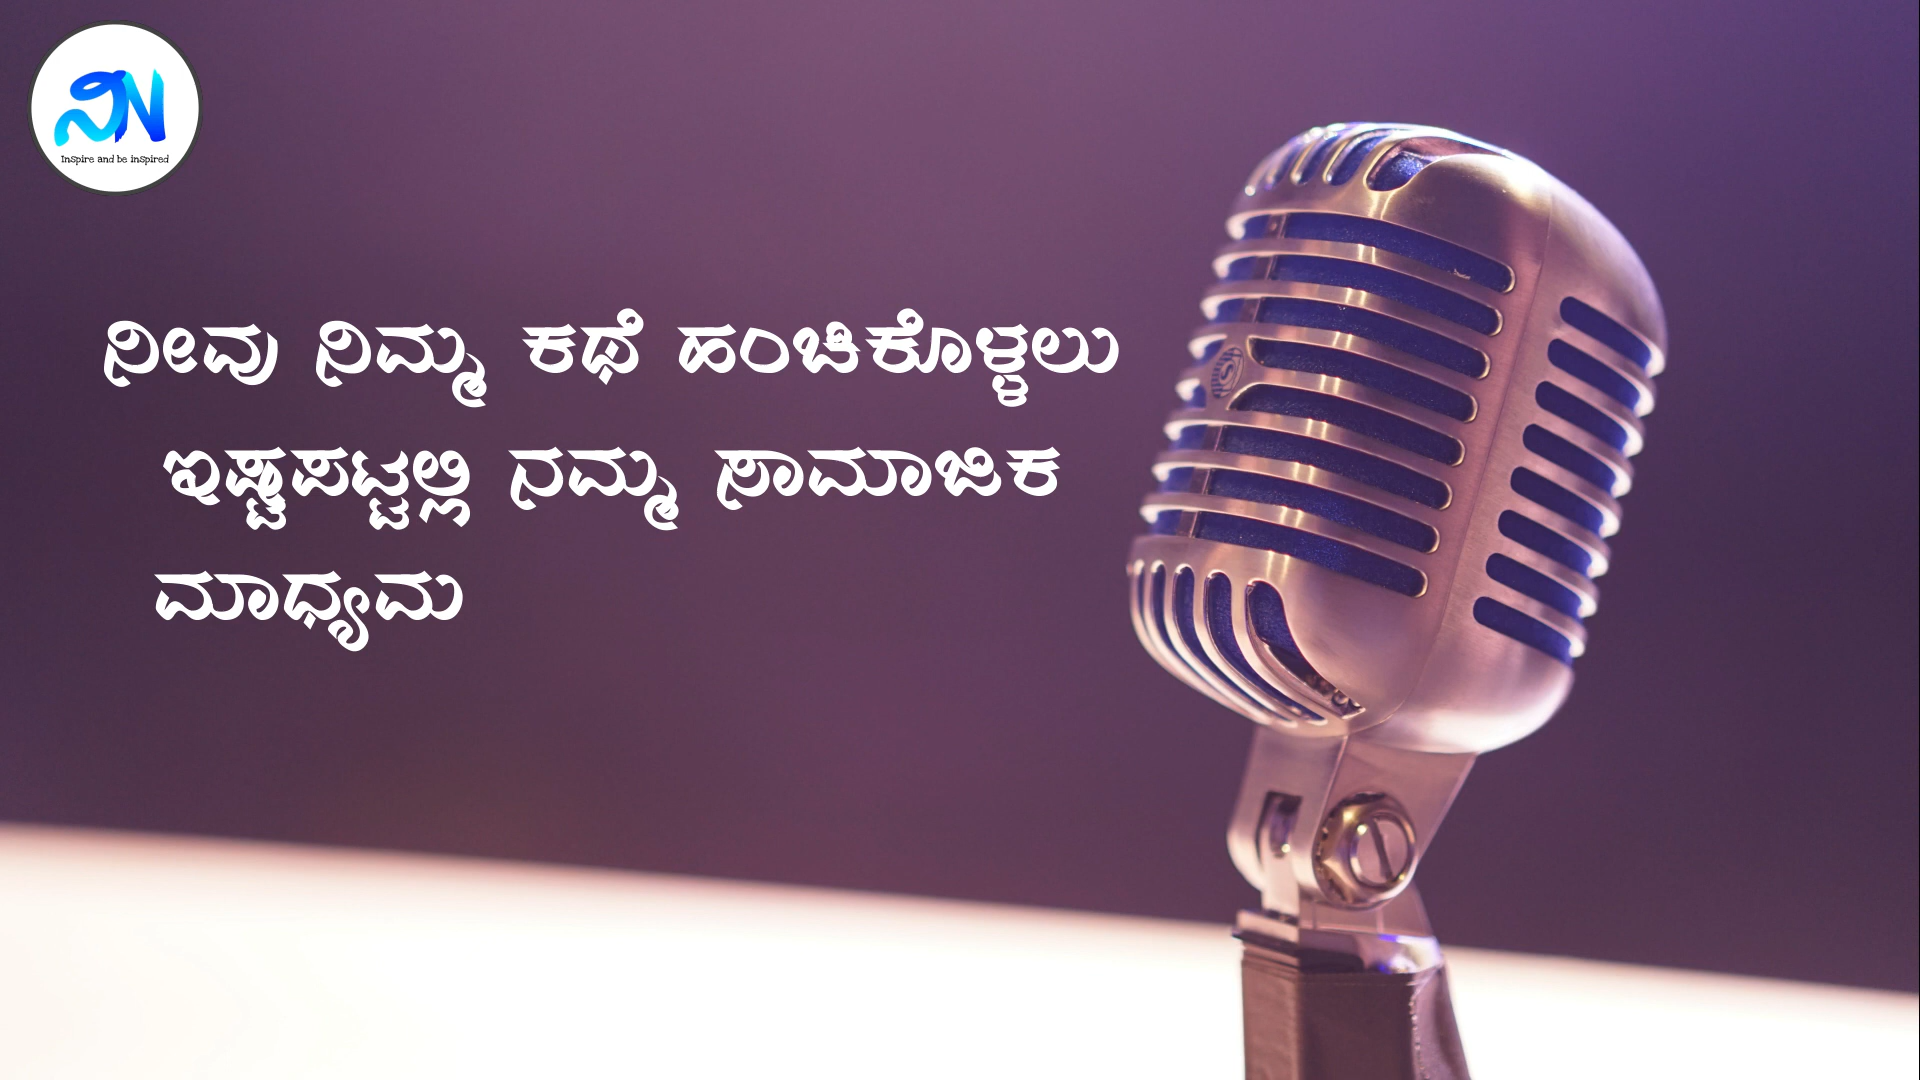 Inspire and be inspired
ನೀವು ನಿಮ್ಮ ಕಥೆ ಹಂಚಿಕೊಳ್ಳಲು
ಇಷ್ಟಪಟ್ಟಲ್ಲಿ ನಮ್ಮ ಸಾಮಾಜಿಕ
ಮಾಧ್ಯಮ